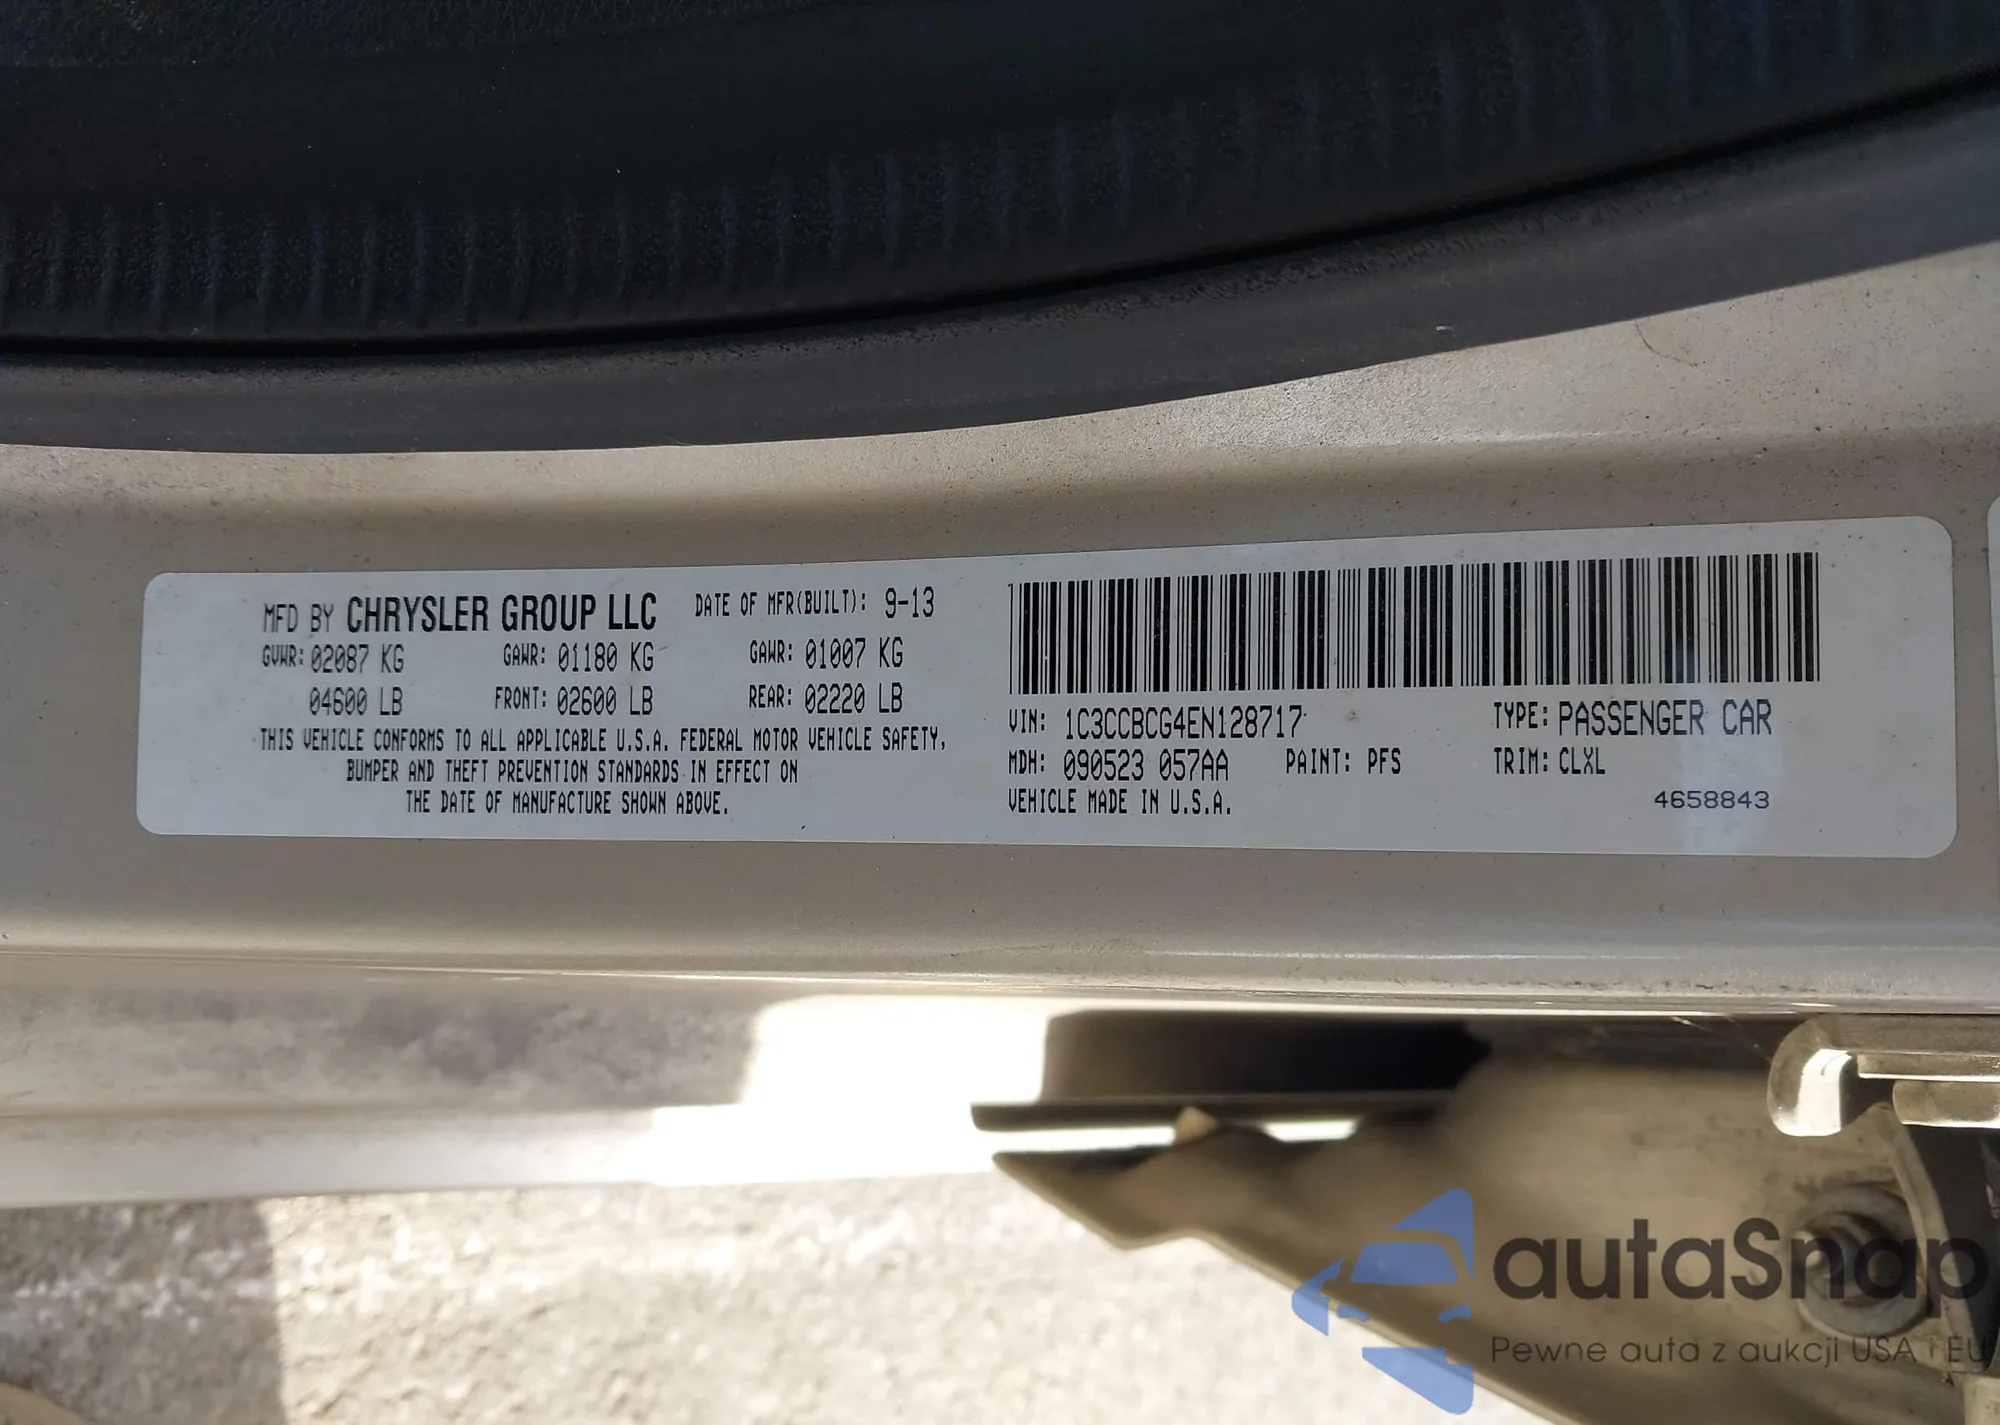 MFD BY CHRYSLER GROUP LLC DATE OF MFR(BUILT): 9-13
GVWR: 02087 KG GAWR: 01180 KG GAWR: 01007 KG
04600 LB FRONT: 02600 LB REAR: 02220 LB
THIS VEHICLE CONFORMS TO ALL APPLICABLE U.S.A. FEDERAL MOTOR VEHICLE SAFETY,
BUMPER AND THEFT PREVENTION STANDARDS IN EFFECT ON
THE DATE OF MANUFACTURE SHOWN ABOVE.
VIN: 1C3CCBCG4EN128717 TYPE: PASSENGER CAR
MDH: 090523 057AA PAINT: PFS TRIM: CLXL
VEHICLE MADE IN U.S.A.
4658843
autaSnap
Pewne auta z aukcji USA i EU